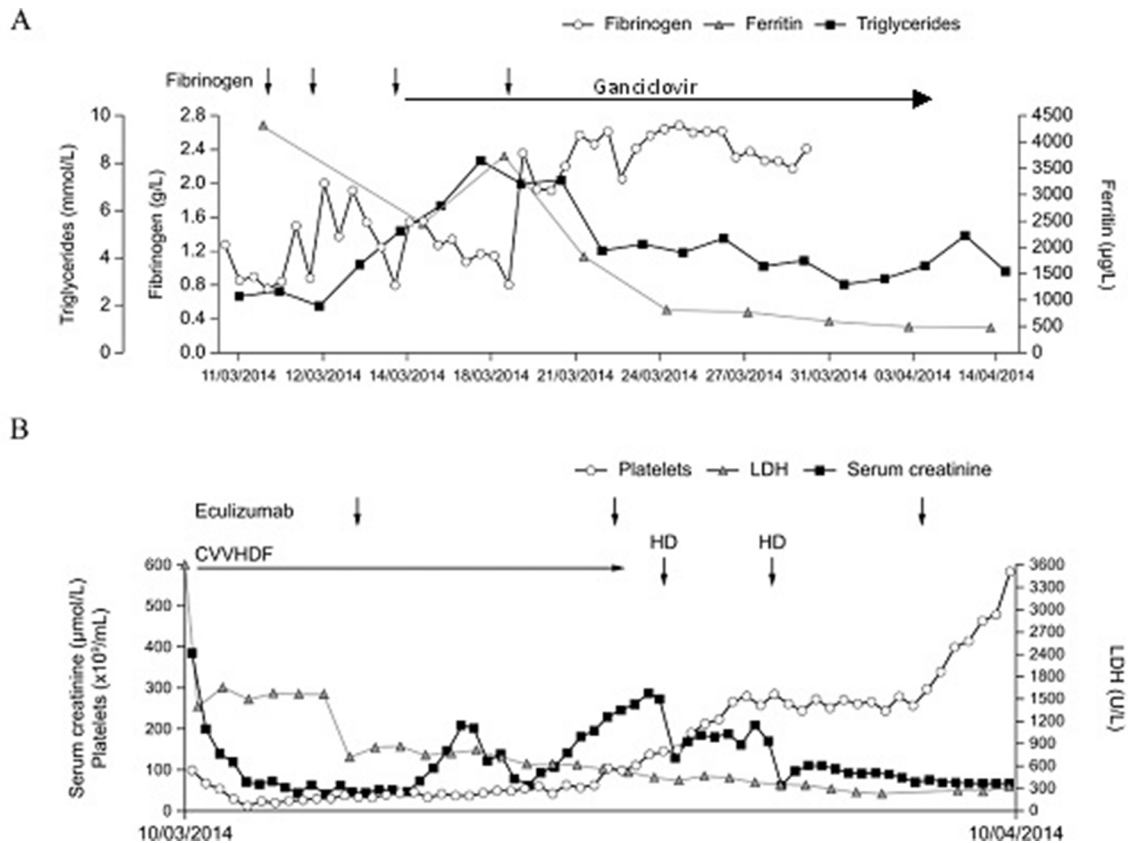 A
Fibrinogen Ferritin Triglycerides
Fibrinogen
Ganciclovir
Triglycerides (mmol/L)
10
8
6
4
2
0
Fibrinogen (g/L)
2.8
2.4
2.0
1.6
1.2
0.8
0.4
0.0
4500
4000
3500
3000
2500
2000
1500
1000
500
0
Ferritin (µg/L)
11/03/2014 12/03/2014 14/03/2014 18/03/2014 21/03/2014 24/03/2014 27/03/2014 31/03/2014 03/04/2014 14/04/2014
B
Platelets LDH Serum creatinine
Eculizumab
CVVHDF
HD HD
Serum creatinine (µmol/L)
Platelets (x10⁹/mL)
600
500
400
300
200
100
0
3600
3300
3000
2700
2400
2100
1800
1500
1200
900
600
300
0
LDH (U/L)
10/03/2014 10/04/2014